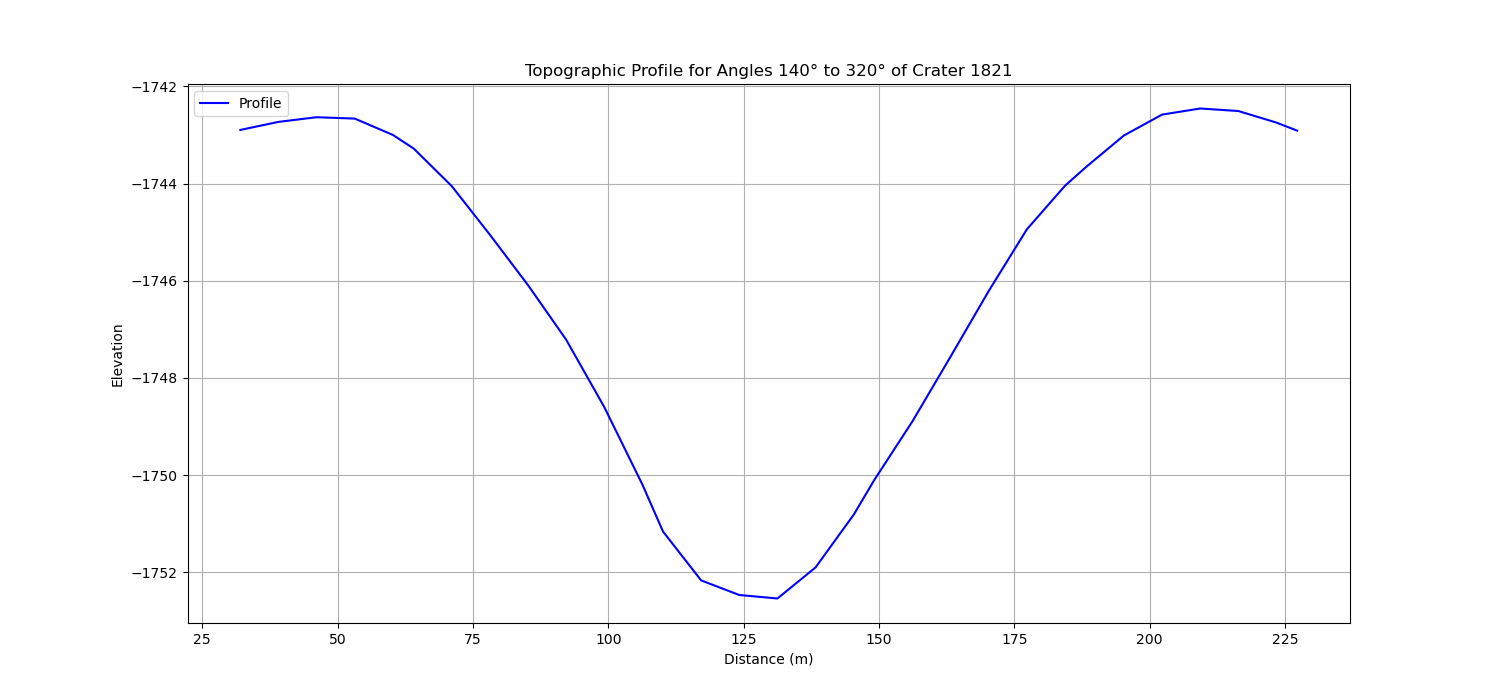 Topographic Profile for Angles 140° to 320° of Crater 1821
Profile
−1742
−1744
−1746
−1748
−1750
−1752
Elevation
25 50 75 100 125 150 175 200 225
Distance (m)